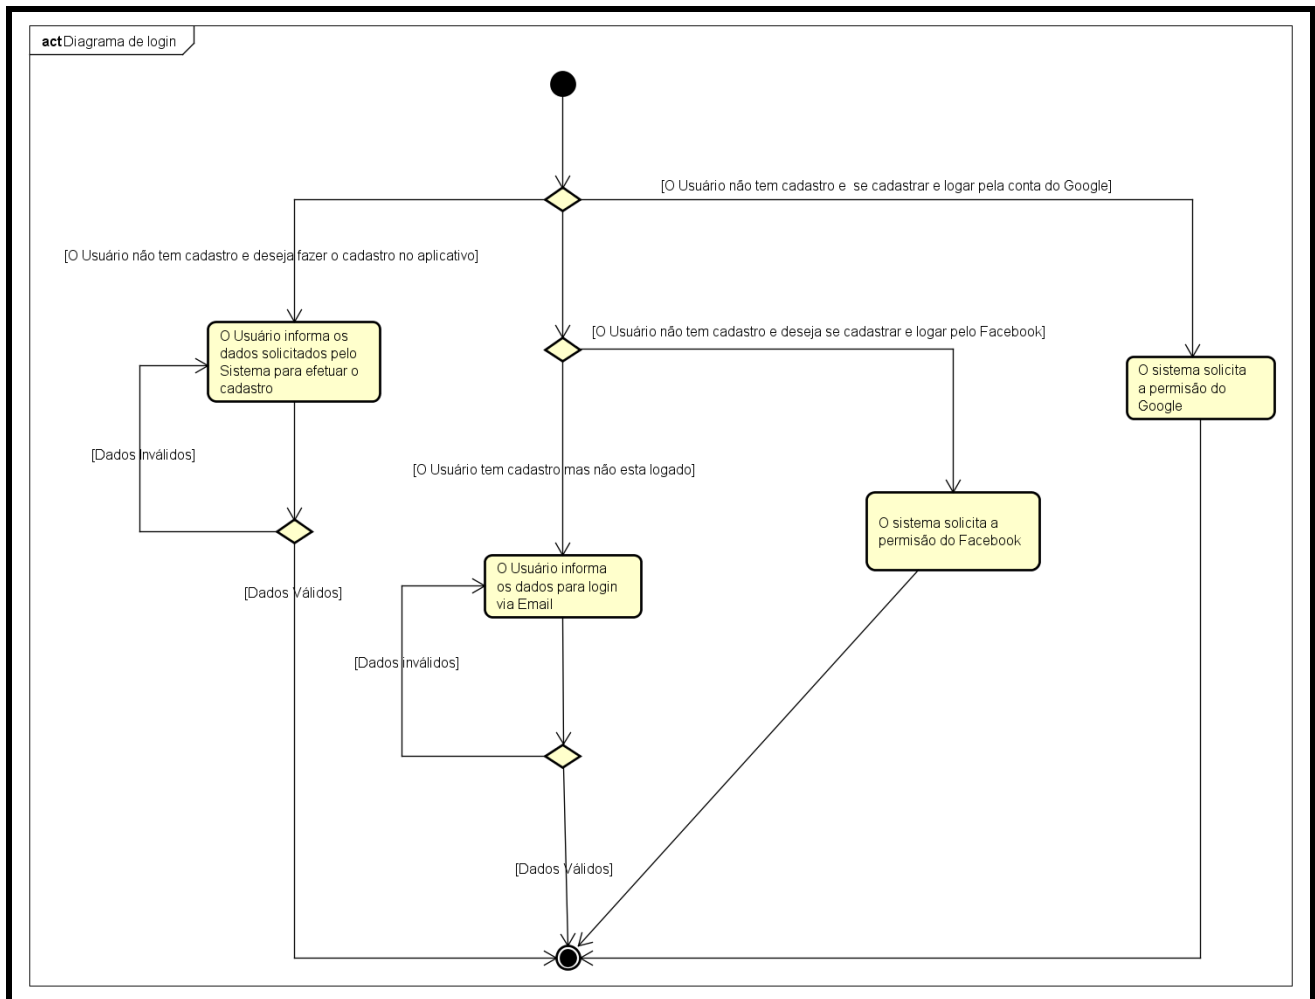 act Diagrama de login
[O Usuário não tem cadastro e  se cadastrar e logar pela conta do Google]
[O Usuário não tem cadastro e deseja fazer o cadastro no aplicativo]
[O Usuário não tem cadastro e deseja se cadastrar e logar pelo Facebook]
O Usuário informa os
dados solicitados pelo
Sistema para efetuar o
cadastro
O sistema solicita
a permisão do
Google
[Dados Inválidos]
[O Usuário tem cadastro mas não esta logado]
O sistema solicita a
permisão do Facebook
O Usuário informa
os dados para login
via Email
[Dados Válidos]
[Dados inválidos]
[Dados Válidos]